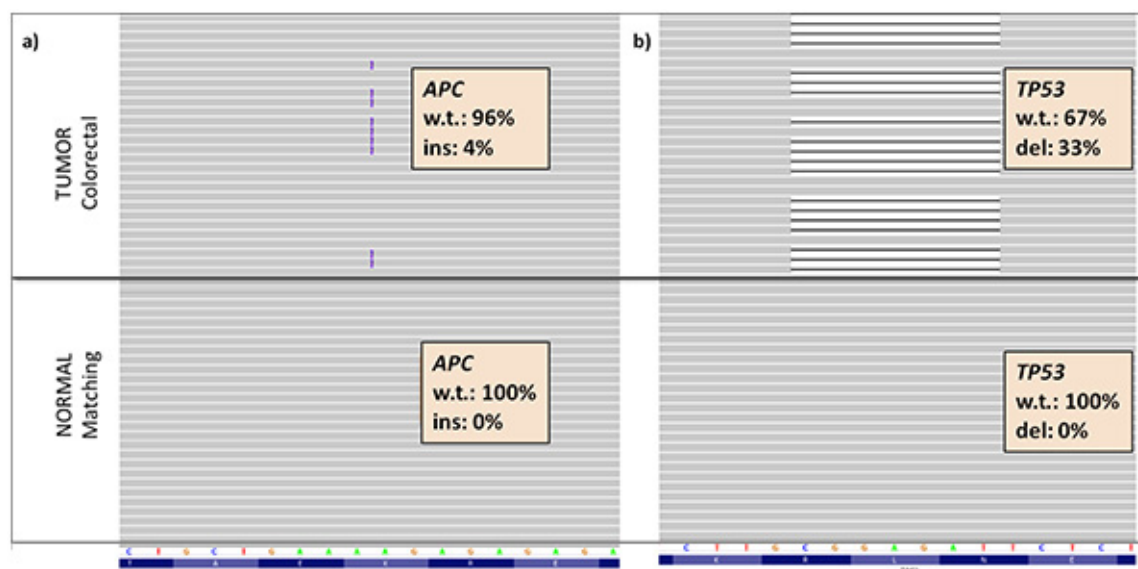 a)
TUMOR
Colorectal
APC
w.t.: 96%
ins: 4%
b)
TP53
w.t.: 67%
del: 33%
NORMAL
Matching
APC
w.t.: 100%
ins: 0%
TP53
w.t.: 100%
del: 0%
C T G C T G A A A A G A G A G A G A
C T T G C G G A G A T T C T C T